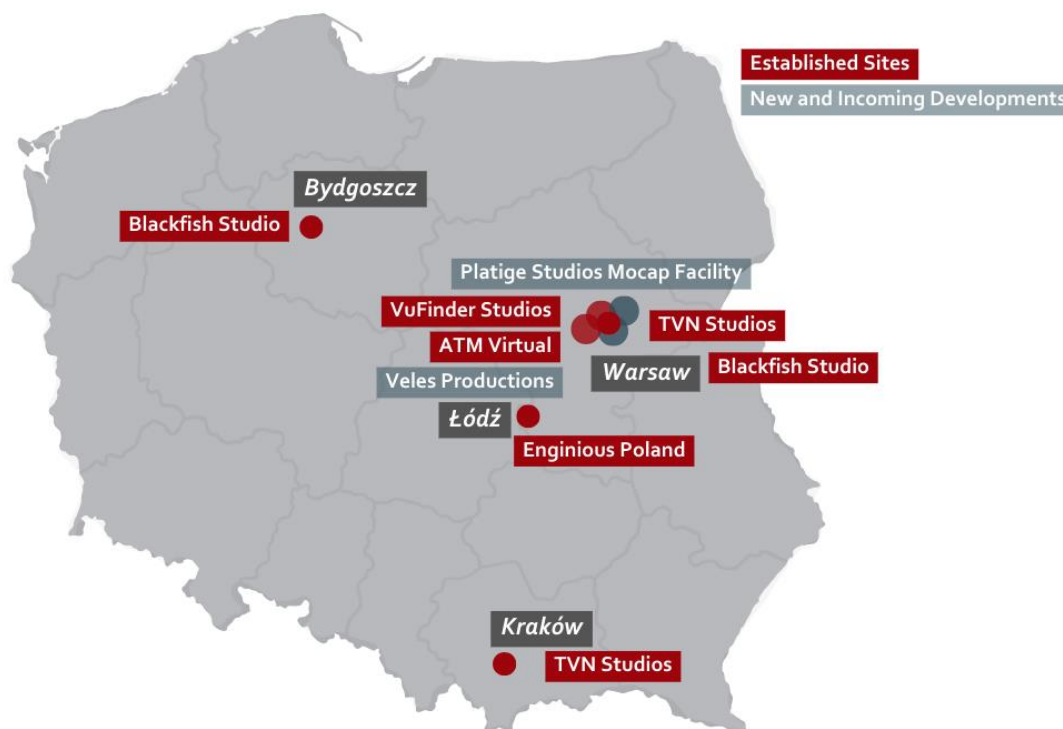 Established Sites
New and Incoming Developments
Bydgoszcz
Blackfish Studio
Platige Studios Mocap Facility
VuFinder Studios
TVN Studios
ATM Virtual
Warsaw
Blackfish Studio
Veles Productions
Łódź
Enginious Poland
Kraków
TVN Studios